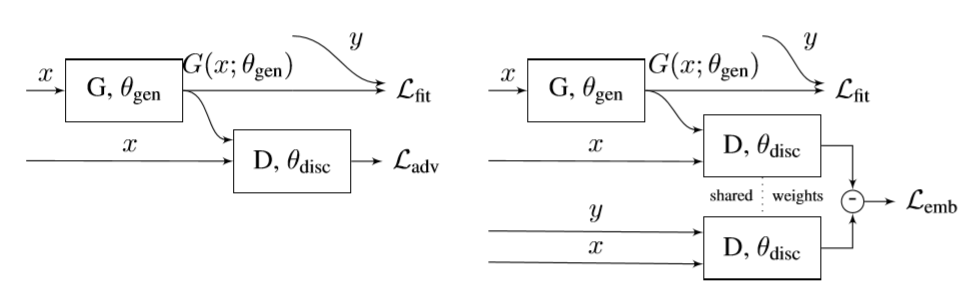 y
x
G(x; θgen)
G, θgen
ℒfit
x
D, θdisc
ℒadv
y
x
G(x; θgen)
G, θgen
ℒfit
x
D, θdisc
shared weights
-
ℒemb
y
x
D, θdisc